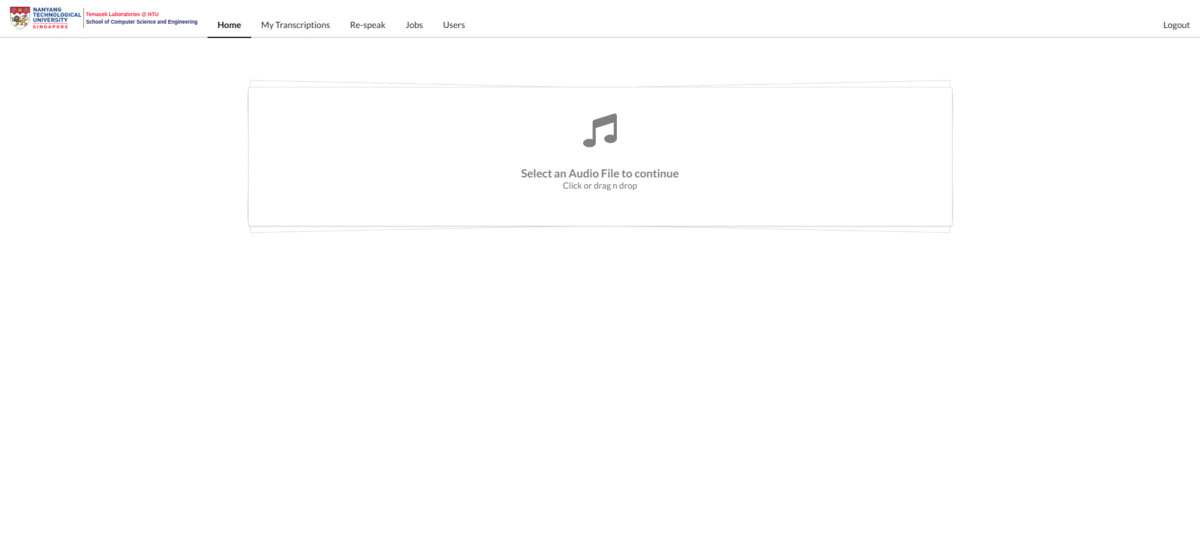 NANYANG
TECHNOLOGICAL
UNIVERSITY
SINGAPORE
Temasek Laboratories @ NTU
School of Computer Science and Engineering
Home My Transcriptions Re-speak Jobs Users Logout
Select an Audio File to continue
Click or drag n drop